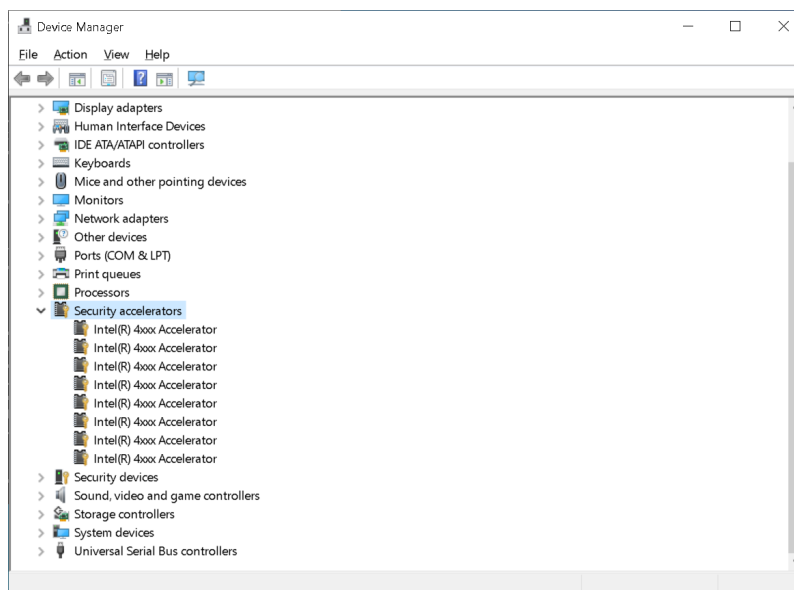 Device Manager
File Action View Help
Display adapters
Human Interface Devices
IDE ATA/ATAPI controllers
Keyboards
Mice and other pointing devices
Monitors
Network adapters
Other devices
Ports (COM & LPT)
Print queues
Processors
Security accelerators
Intel(R) 4xxx Accelerator
Intel(R) 4xxx Accelerator
Intel(R) 4xxx Accelerator
Intel(R) 4xxx Accelerator
Intel(R) 4xxx Accelerator
Intel(R) 4xxx Accelerator
Intel(R) 4xxx Accelerator
Intel(R) 4xxx Accelerator
Security devices
Sound, video and game controllers
Storage controllers
System devices
Universal Serial Bus controllers